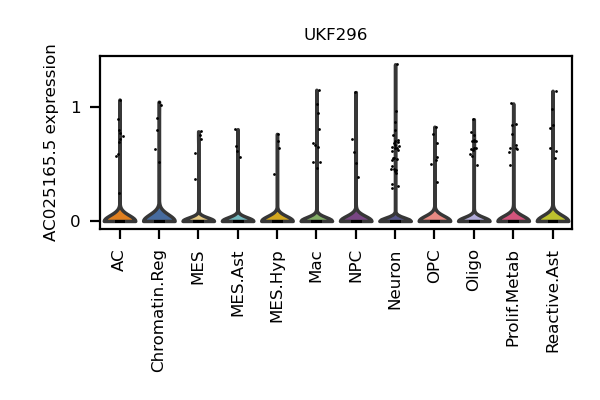 UKF296
AC025165.5 expression
1
0
AC
Chromatin.Reg
MES
MES.Ast
MES.Hyp
Mac
NPC
Neuron
OPC
Oligo
Prolif.Metab
Reactive.Ast